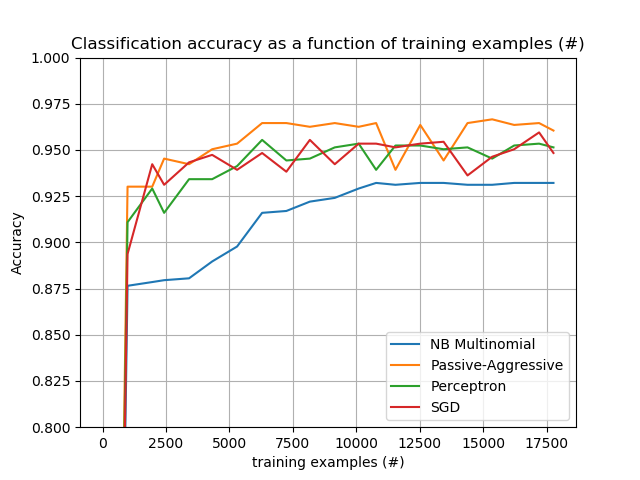 Classification accuracy as a function of training examples (#)
1.000
0.975
0.950
0.925
0.900
0.875
0.850
0.825
0.800
Accuracy
NB Multinomial
Passive-Aggressive
Perceptron
SGD
0 2500 5000 7500 10000 12500 15000 17500
training examples (#)